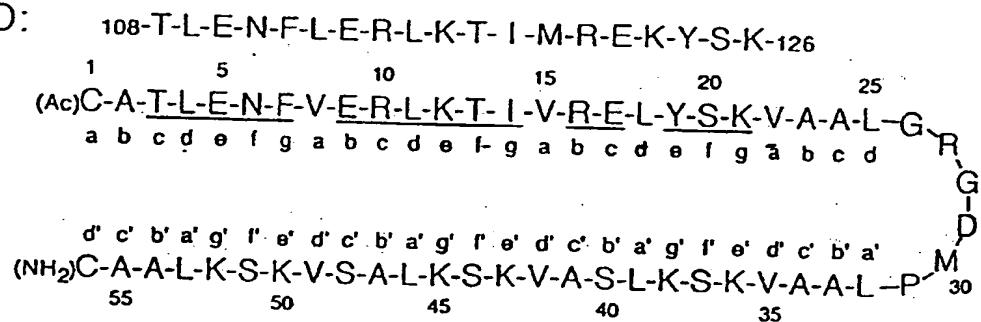 108-T-L-E-N-F-L-E-R-L-K-T-I-M-R-E-K-Y-S-K-126
1 5 10 15 20 25
(Ac)C-A-T-L-E-N-F-V-E-R-L-K-T-I-V-R-E-L-Y-S-K-V-A-A-L-G
R
a b c d e f g a b c d e f g a b c d e f g a b c d
G
D
d' c' b' a' g' f' e' d' c' b' a' g' f' e' d' c' b' a' g' f' e' d' c' b' a'
M
(NH₂)C-A-A-L-K-S-K-V-S-A-L-K-S-K-V-A-S-L-K-S-K-V-A-A-L-P
30
55 50 45 40 35